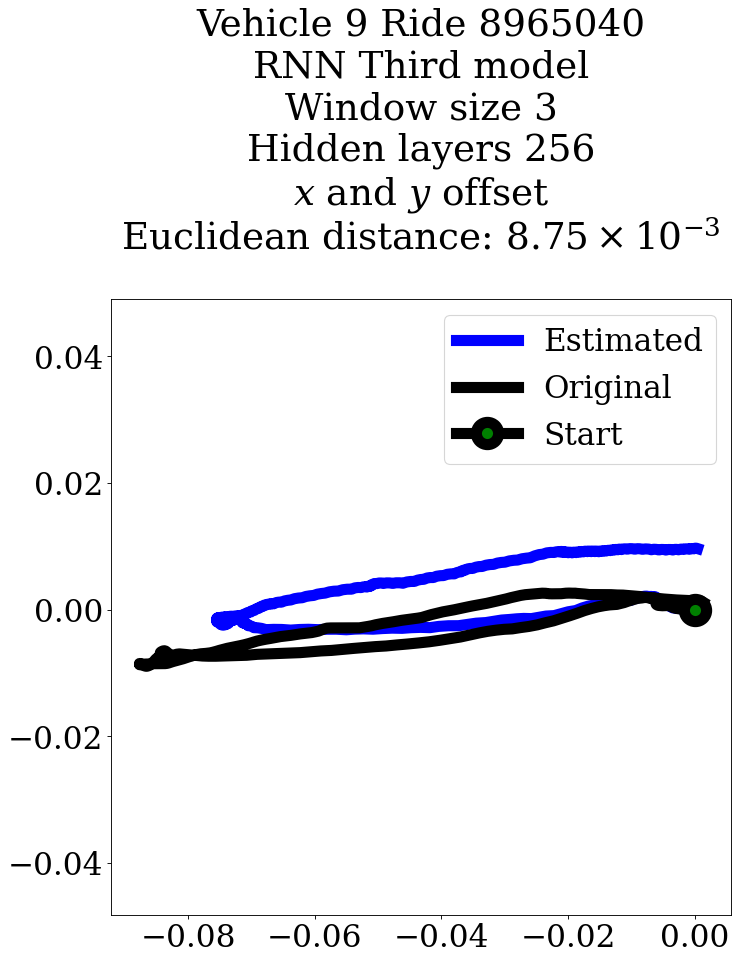 Vehicle 9 Ride 8965040
RNN Third model
Window size 3
Hidden layers 256
x and y offset
Euclidean distance: 8.75 × 10⁻³
Estimated
Original
Start
0.04
0.02
0.00
−0.02
−0.04
−0.08
−0.06
−0.04
−0.02
0.00